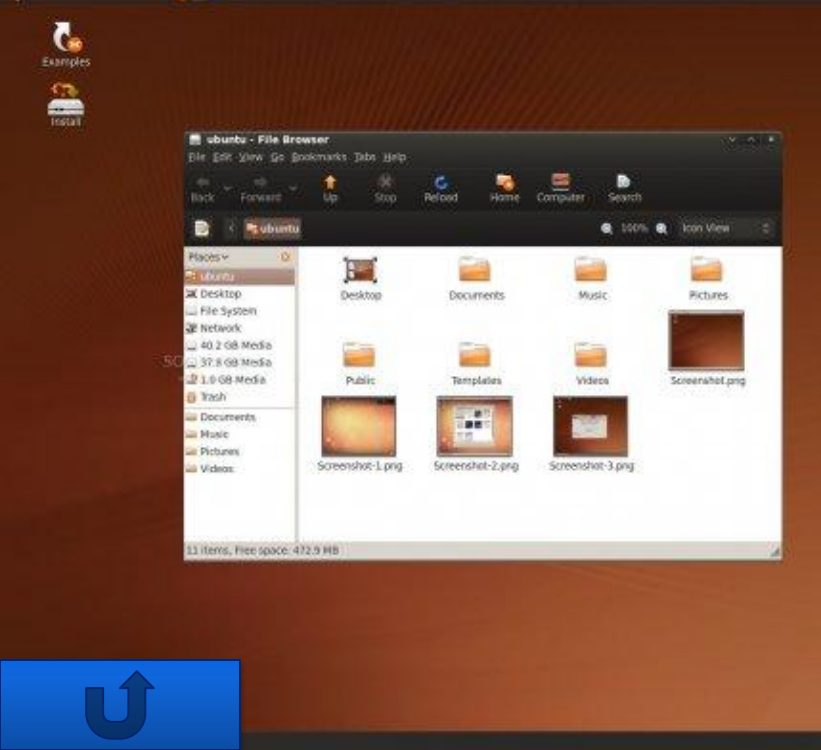 Examples
Install
ubuntu - File Browser
File Edit View Go Bookmarks Tabs Help
Back Forward Up Stop Reload Home Computer Search
ubuntu 100% Icon View
Places
ubuntu
Desktop
File System
Network
40.2 GB Media
37.8 GB Media
1.0 GB Media
Trash
Documents
Music
Pictures
Videos
Desktop Documents Music Pictures
Public Templates Videos Screenshot.png
Screenshot-1.png Screenshot-2.png Screenshot-3.png
11 items, Free space: 472.9 MB